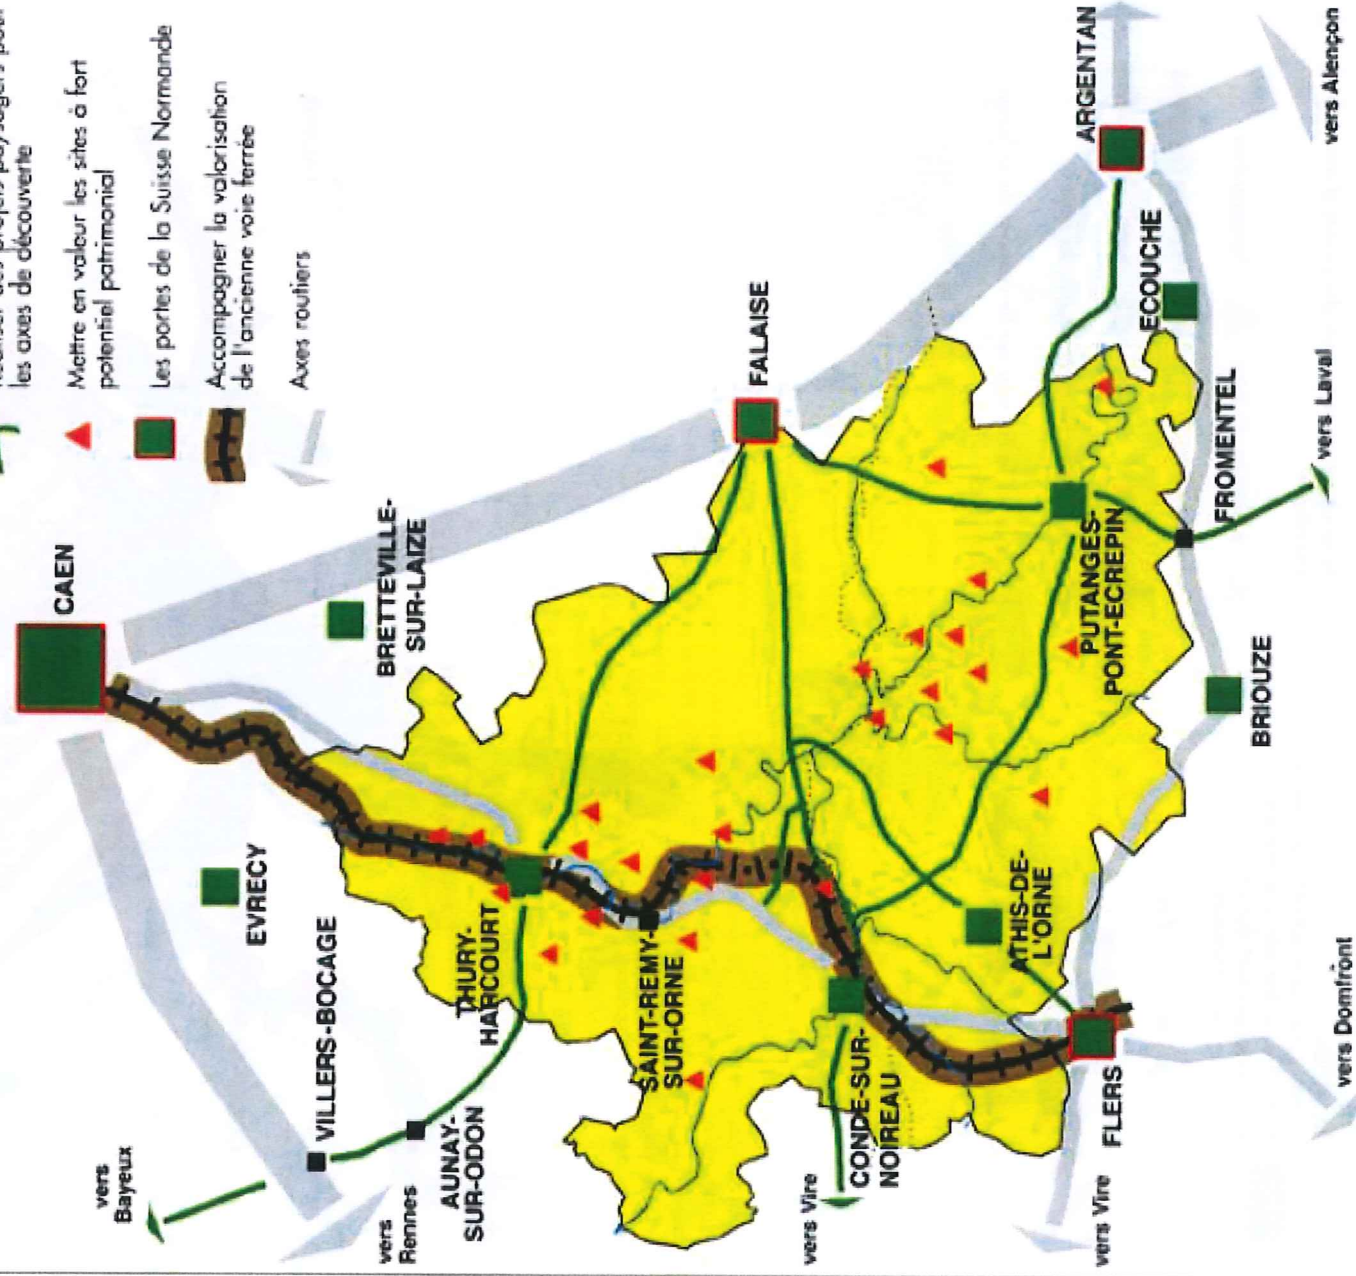 les axes de découverte
Mettre en valeur les sites à fort
potentiel patrimonial
Les portes de la Suisse Normande
Accompagner la valorisation
de l'ancienne voie ferrée
Axes routiers
CAEN
BRETTEVILLE-
SUR-LAIZE
EVRECY
VILLERS-BOCAGE
vers
Bayeux
vers
Rennes
AUNAY-
SUR-ODON
THURY-
HARCOURT
SAINT-REMY-
SUR-ORNE
FALAISE
ARGENTAN
ECOUCHE
vers Alençon
FROMENTEL
vers Laval
PUTANGES-
PONT-ECREPIN
BRIOUZE
ATHIS-DE-
L'ORNE
CONDE-SUR-
NOIREAU
FLERS
vers Vire
vers Vire
vers Domfront